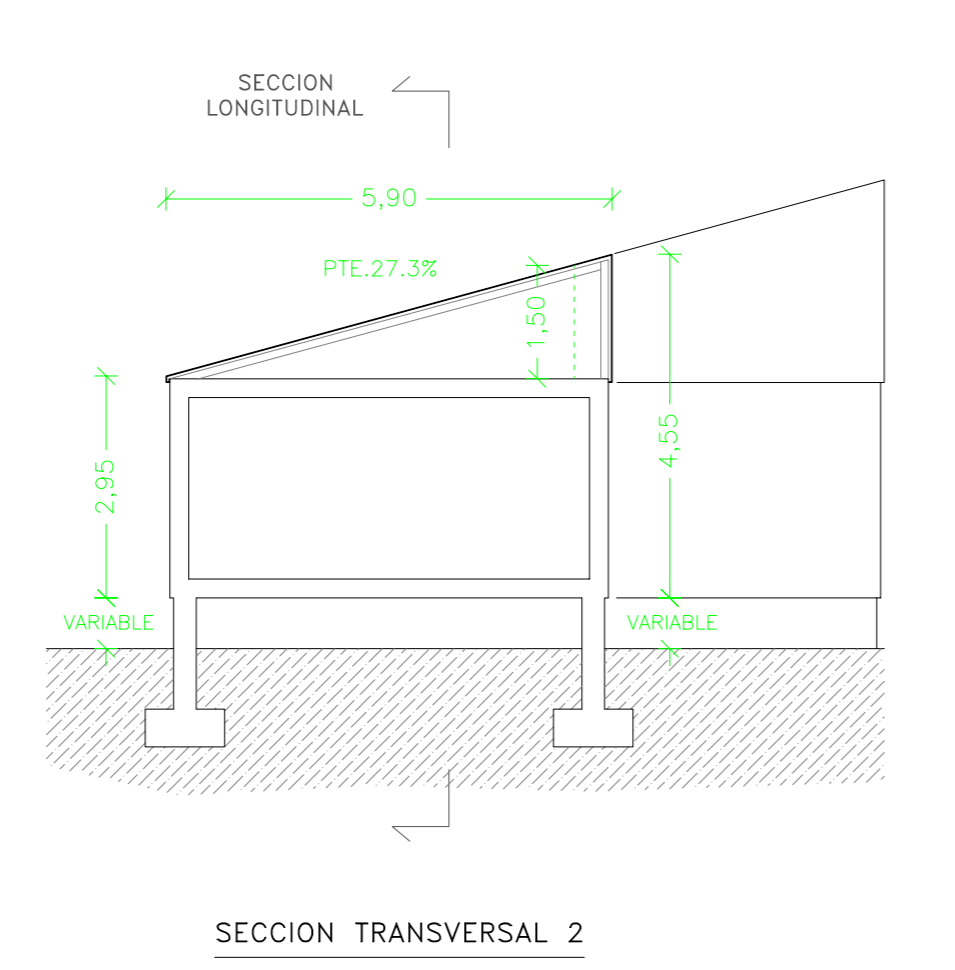 SECCION
LONGITUDINAL
5,90
PTE.27.3%
1,50
2,95
4,55
VARIABLE
VARIABLE
SECCION TRANSVERSAL 2